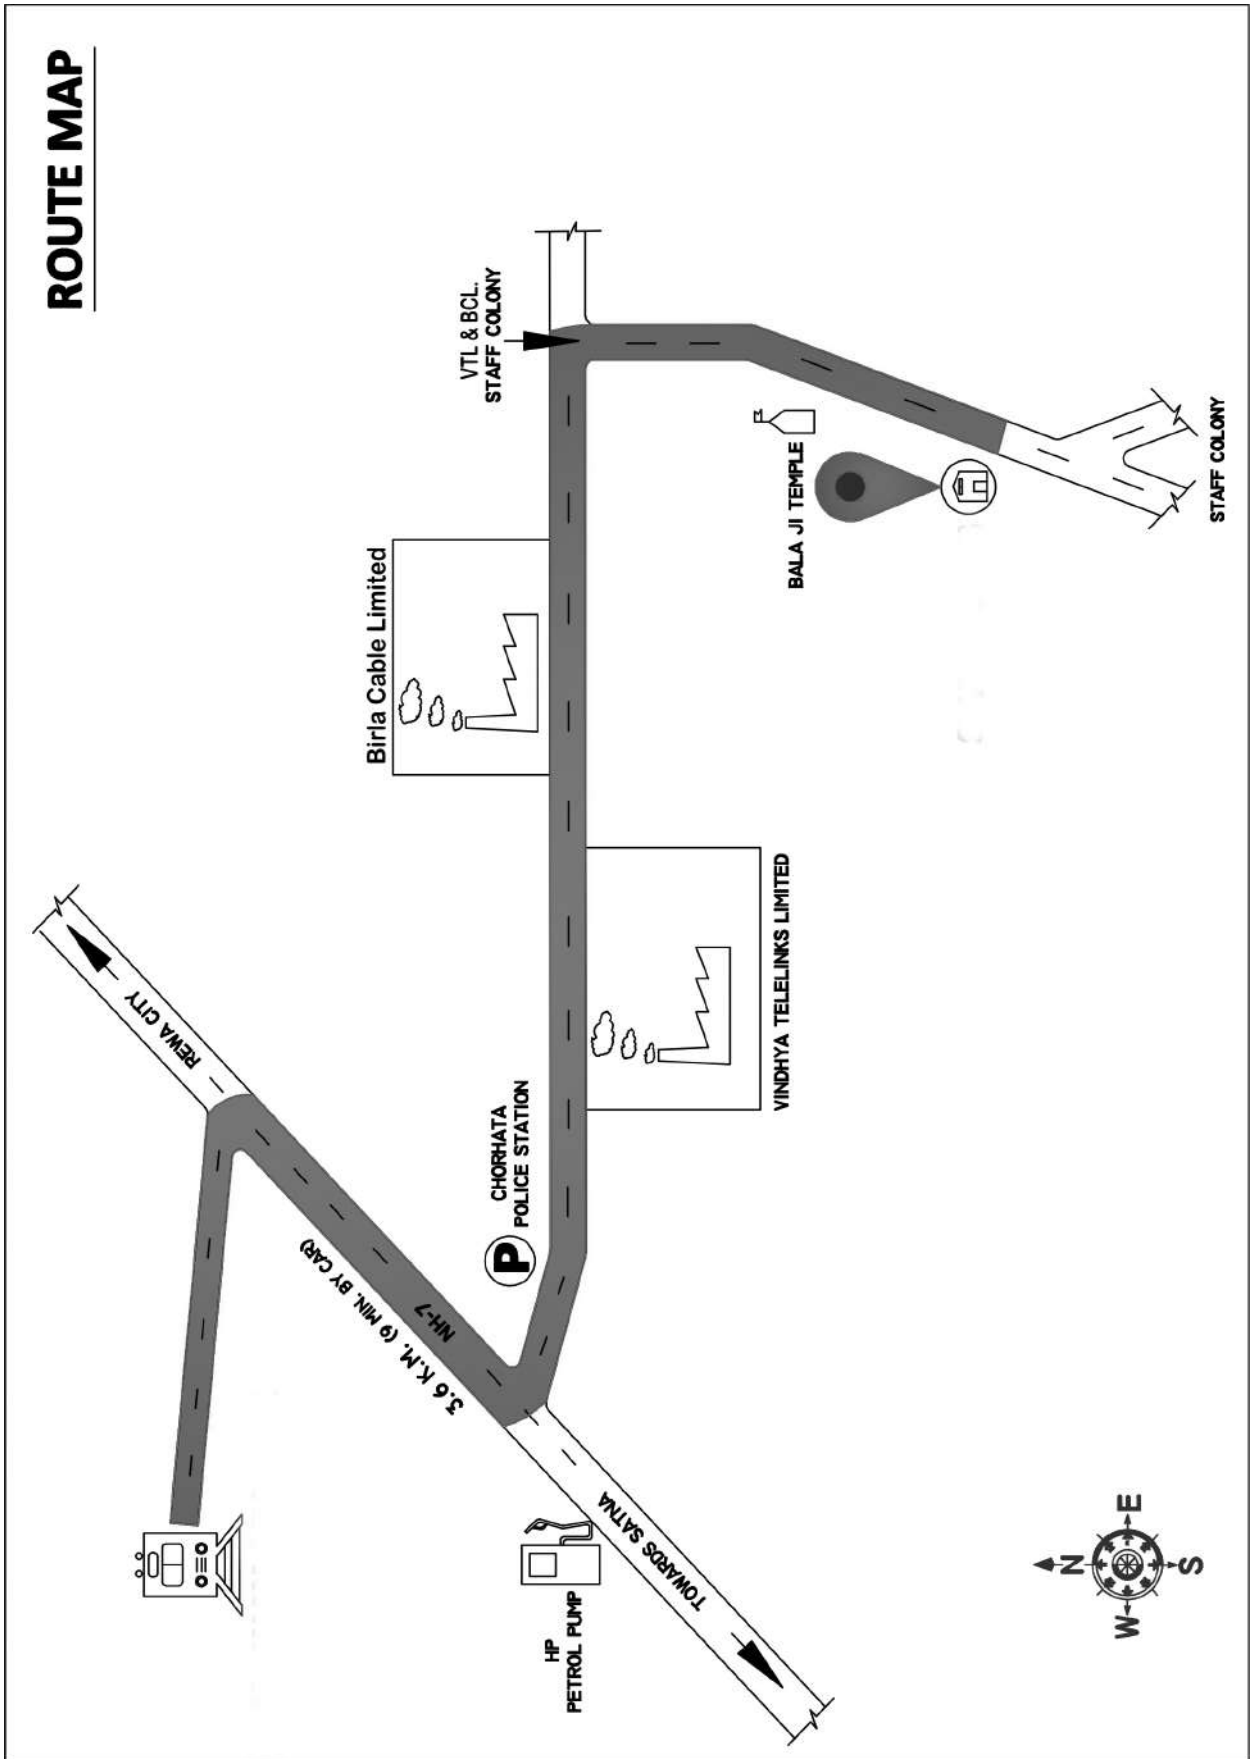 ROUTE MAP
REWA CITY
NH-7
3.6 K.M. (9 MIN. BY CAR)
HP
PETROL PUMP
TOWARDS SATNA
P
CHORHATA
POLICE STATION
Birla Cable Limited
VTL & BCL.
STAFF COLONY
VINDHYA TELELINKS LIMITED
BALA JI TEMPLE
STAFF COLONY
N
W
E
S